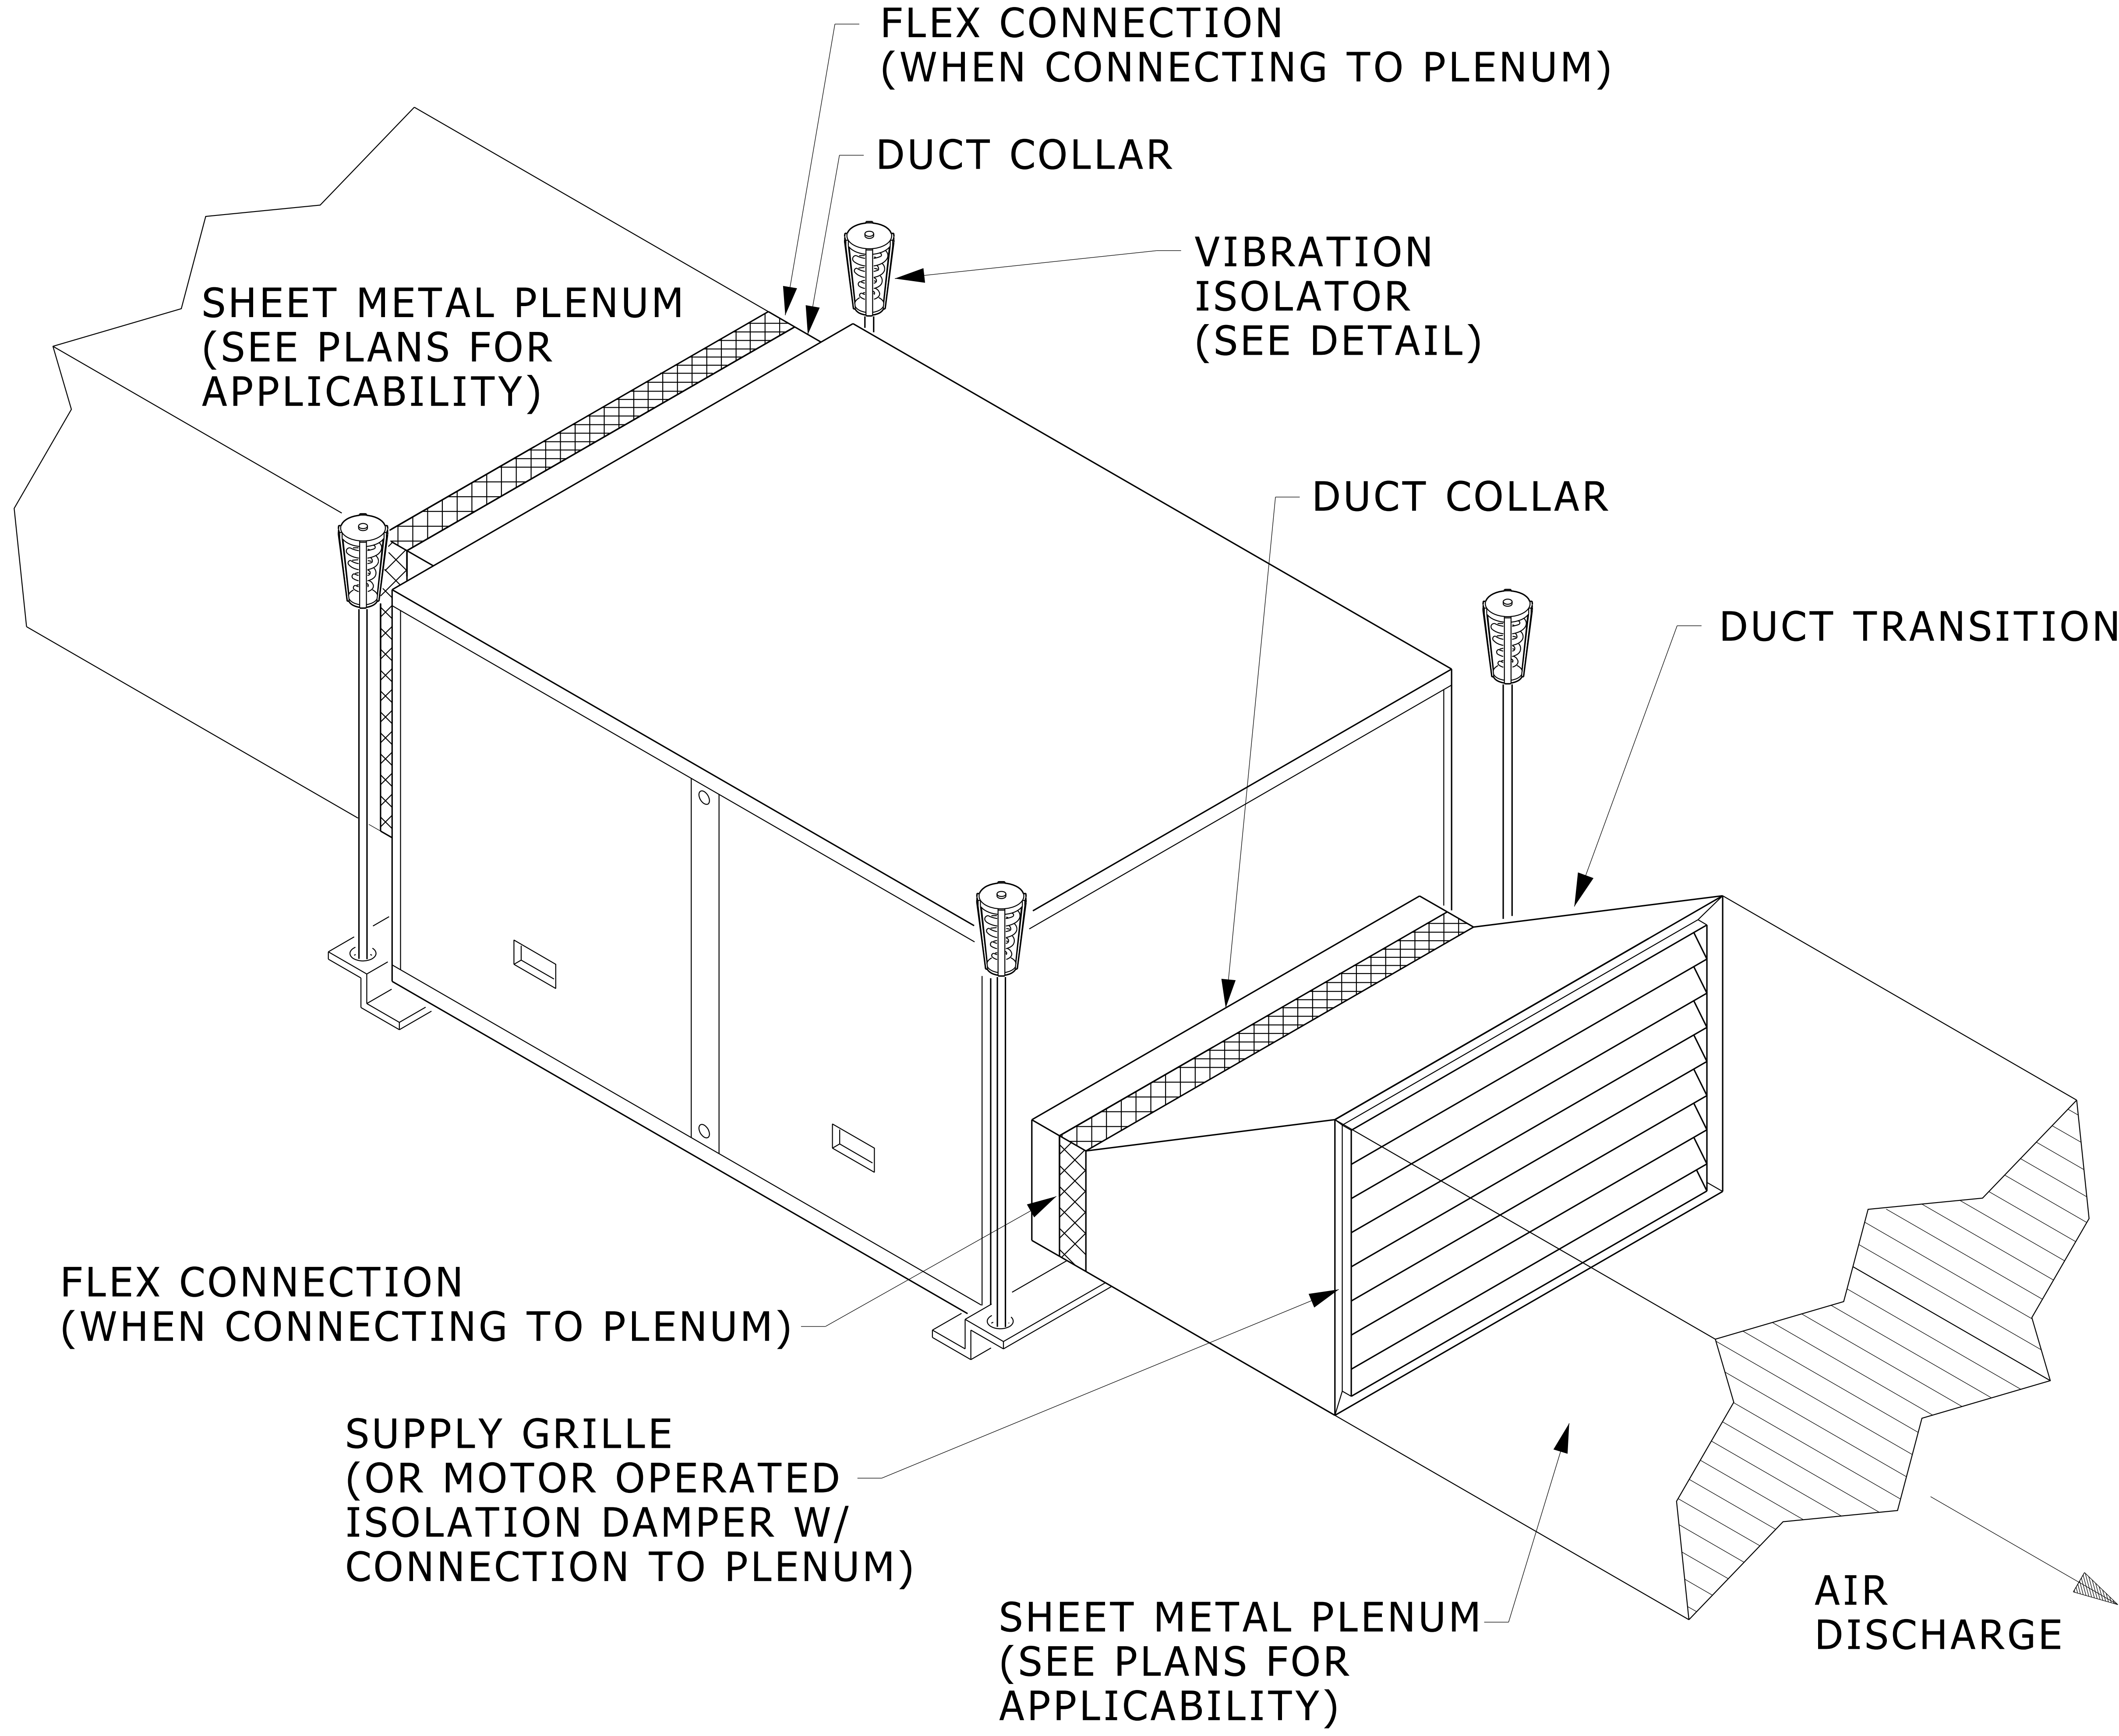 FLEX CONNECTION
(WHEN CONNECTING TO PLENUM)
DUCT COLLAR
VIBRATION
ISOLATOR
(SEE DETAIL)
SHEET METAL PLENUM
(SEE PLANS FOR
APPLICABILITY)
DUCT COLLAR
DUCT TRANSITION
FLEX CONNECTION
(WHEN CONNECTING TO PLENUM)
SUPPLY GRILLE
(OR MOTOR OPERATED
ISOLATION DAMPER W/
CONNECTION TO PLENUM)
SHEET METAL PLENUM
(SEE PLANS FOR
APPLICABILITY)
AIR
DISCHARGE